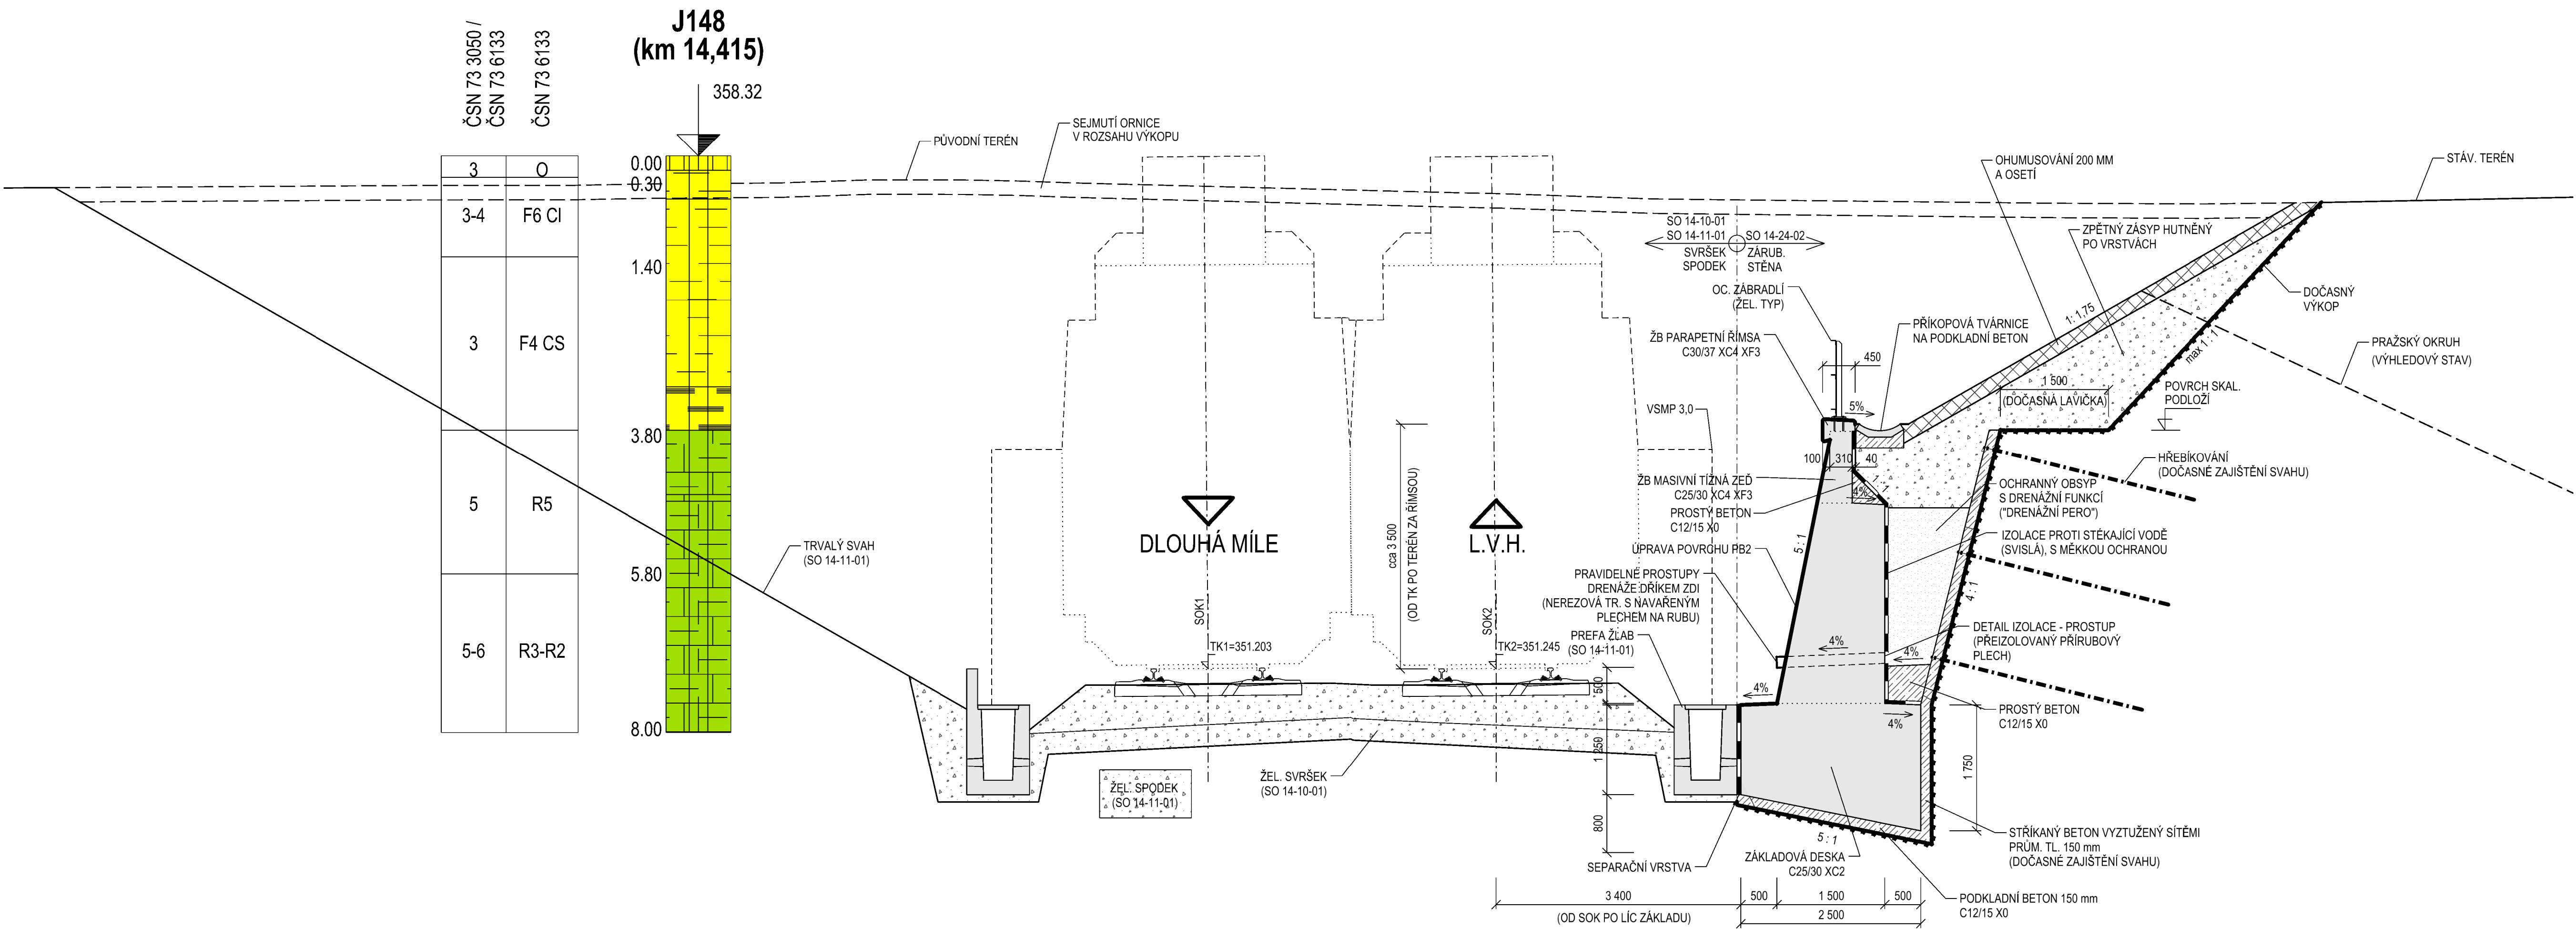 ČSN 73 3050 /
ČSN 73 6133
ČSN 73 6133
J148
(km 14,415)
358.32
3
O
3-4
F6 CI
3
F4 CS
5
R5
5-6
R3-R2
0.00
0.30
1.40
3.80
5.80
8.00
PŮVODNÍ TERÉN
SEJMUTÍ ORNICE
V ROZSAHU VÝKOPU
TRVALÝ SVAH
(SO 14-11-01)
DLOUHÁ MÍLE
L.V.H.
SOK1
SOK2
TK1=351.203
TK2=351.245
cca 3 500
(OD TK PO TERÉN ZA ŘÍMSOU)
ŽEL. SPODEK
(SO 14-11-01)
ŽEL. SVRŠEK
(SO 14-10-01)
SO 14-10-01
SO 14-11-01
SVRŠEK
SPODEK
SO 14-24-02
ZÁRUB.
STĚNA
OC. ZÁBRADLÍ
(ŽEL. TYP)
ŽB PARAPETNÍ ŘÍMSA
C30/37 XC4 XF3
VSMP 3,0
450
5%
100
310
40
ŽB MASIVNÍ TÍŽNÁ ZEĎ
C25/30 XC4 XF3
PROSTÝ BETON
C12/15 X0
4%
1:1
ÚPRAVA POVRCHU PB2
5 : 1
PRAVIDELNÉ PROSTUPY
DRENÁŽE DŘÍKEM ZDI
(NEREZOVÁ TR. S NAVAŘENÝM
PLECHEM NA RUBU)
PREFA ŽLAB
(SO 14-11-01)
4%
4%
4%
4%
500
1 250
800
SEPARAČNÍ VRSTVA
ZÁKLADOVÁ DESKA
C25/30 XC2
5 : 1
3 400
(OD SOK PO LÍC ZÁKLADU)
500
1 500
500
2 500
1 750
OHUMUSOVÁNÍ 200 MM
A OSETÍ
STÁV. TERÉN
ZPĚTNÝ ZÁSYP HUTNĚNÝ
PO VRSTVÁCH
DOČASNÝ
VÝKOP
1: 1,75
max 1 : 1
PŘÍKOPOVÁ TVÁRNICE
NA PODKLADNÍ BETON
PRAŽSKÝ OKRUH
(VÝHLEDOVÝ STAV)
1 500
(DOČASNÁ LAVIČKA)
POVRCH SKAL.
PODLOŽÍ
HŘEBÍKOVÁNÍ
(DOČASNÉ ZAJIŠTĚNÍ SVAHU)
OCHRANNÝ OBSYP
S DRENÁŽNÍ FUNKCÍ
("DRENÁŽNÍ PERO")
IZOLACE PROTI STÉKAJÍCÍ VODĚ
(SVISLÁ), S MĚKKOU OCHRANOU
4 : 1
DETAIL IZOLACE - PROSTUP
(PŘEIZOLOVANÝ PŘÍRUBOVÝ
PLECH)
PROSTÝ BETON
C12/15 X0
STŘÍKANÝ BETON VYZTUŽENÝ SÍTĚMI
PRŮM. TL. 150 mm
(DOČASNÉ ZAJIŠTĚNÍ SVAHU)
PODKLADNÍ BETON 150 mm
C12/15 X0